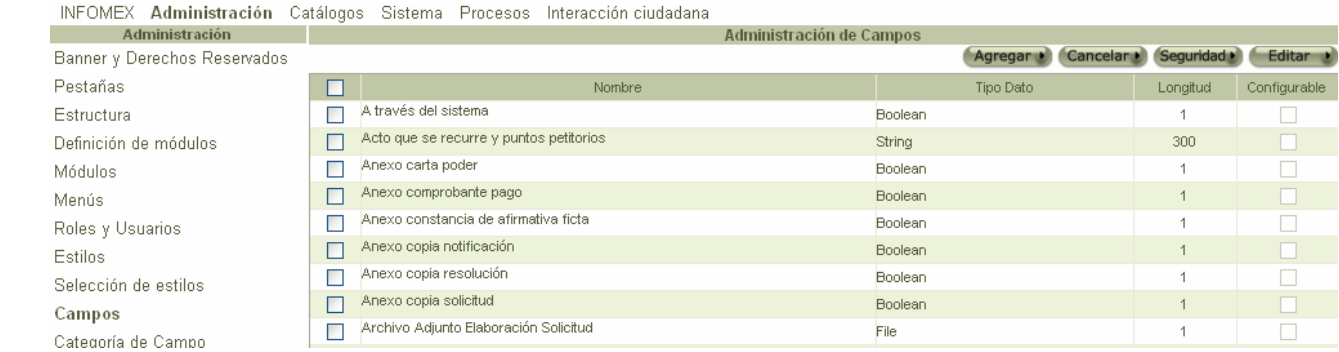 INFOMEX Administración Catálogos Sistema Procesos Interacción ciudadana
Administración Administración de Campos
Banner y Derechos Reservados
Agregar Cancelar Seguridad Editar
Pestañas
Nombre Tipo Dato Longitud Configurable
Estructura
A través del sistema Boolean 1
Definición de módulos
Acto que se recurre y puntos petitorios String 300
Módulos
Anexo carta poder Boolean 1
Menús
Anexo comprobante pago Boolean 1
Roles y Usuarios
Anexo constancia de afirmativa ficta Boolean 1
Estilos
Anexo copia notificación Boolean 1
Selección de estilos
Anexo copia resolución Boolean 1
Campos
Anexo copia solicitud Boolean 1
Categoría de Campo
Archivo Adjunto Elaboración Solicitud File 1